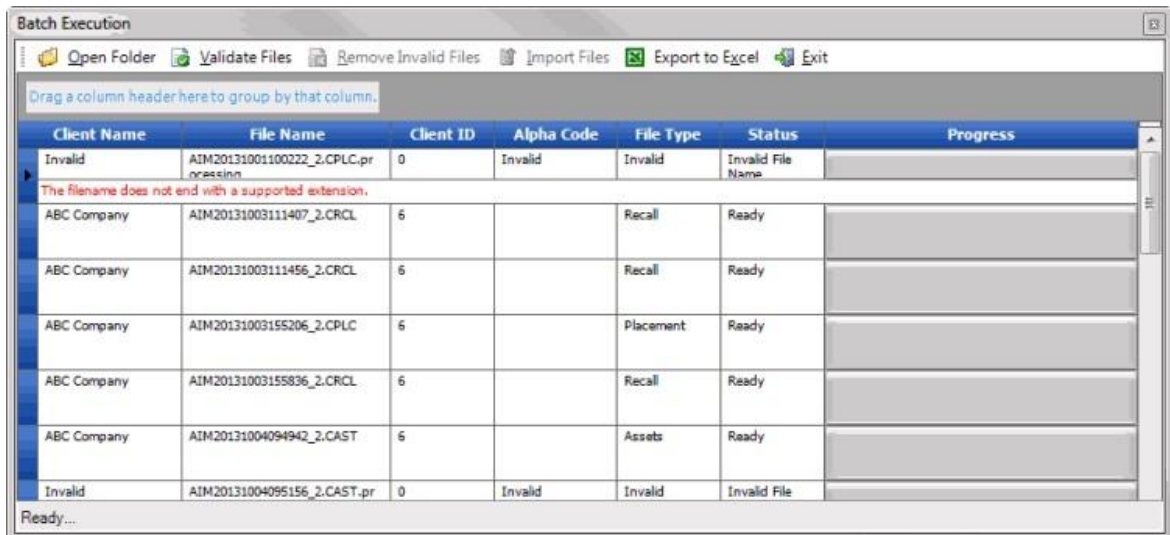 Batch Execution
Open Folder Validate Files Remove Invalid Files Import Files Export to Excel Exit
Drag a column header here to group by that column.
Client Name File Name Client ID Alpha Code File Type Status Progress
Invalid AIM20131001100222_2.CPLC.pr 0 Invalid Invalid Invalid File
ocessing Name
The filename does not end with a supported extension.
ABC Company AIM20131003111407_2.CRCL 6 Recall Ready
ABC Company AIM20131003111456_2.CRCL 6 Recall Ready
ABC Company AIM20131003155206_2.CPLC 6 Placement Ready
ABC Company AIM20131003155836_2.CRCL 6 Recall Ready
ABC Company AIM20131004094942_2.CAST 6 Assets Ready
Invalid AIM20131004095156_2.CAST.pr 0 Invalid Invalid Invalid File
Ready...